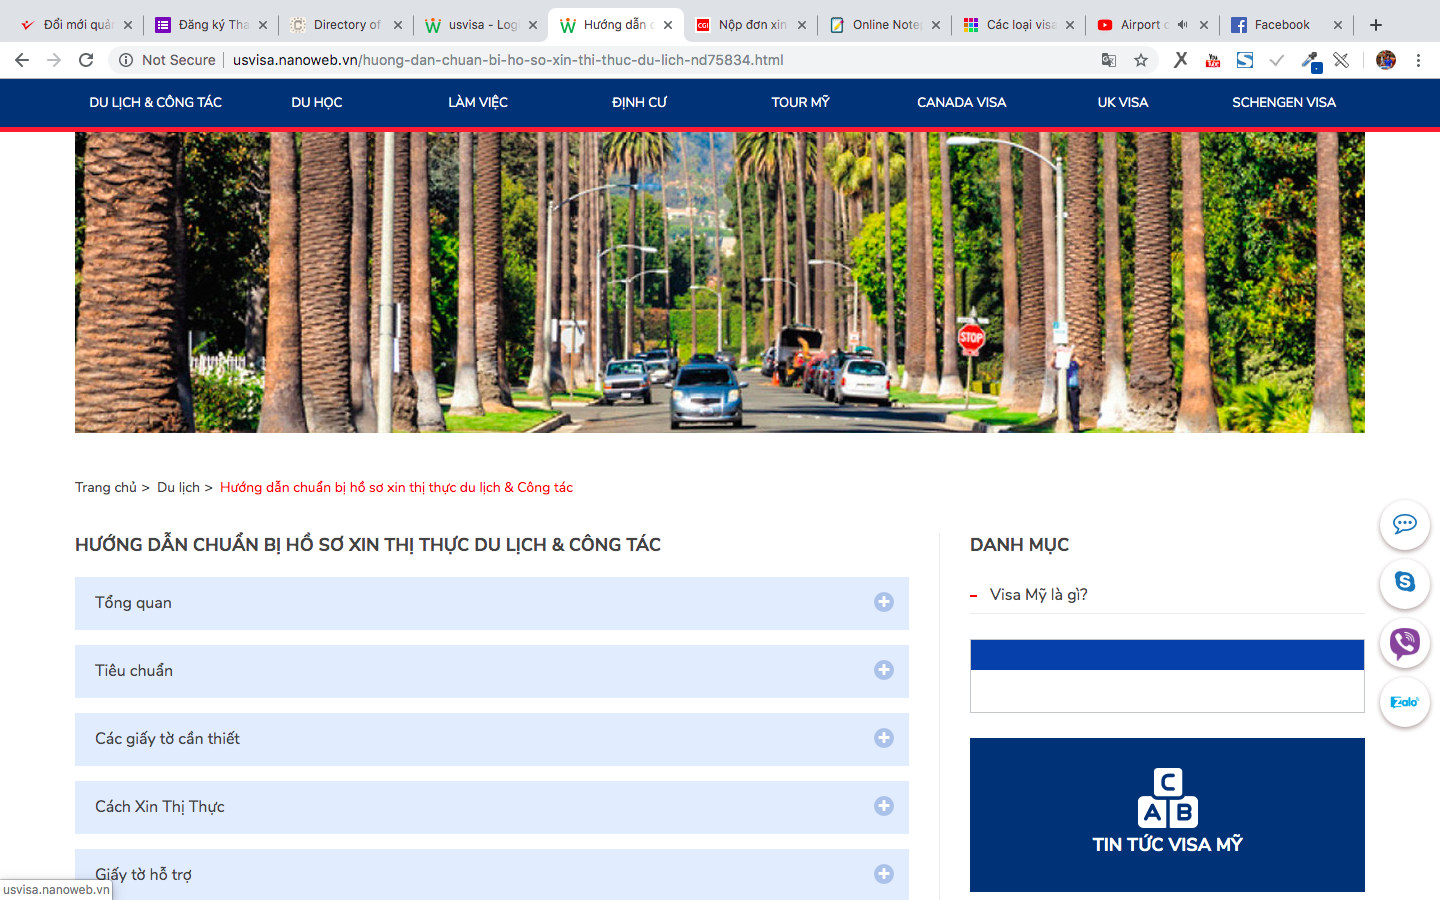 Đổi mới quản
Đăng ký Tha
Directory of
usvisa - Log
Hướng dẫn c
CGI
Nộp đơn xin
Online Note
Các loại visa
Airport c
Facebook
Not Secure
usvisa.nanoweb.vn/huong-dan-chuan-bi-ho-so-xin-thi-thuc-du-lich-nd75834.html
DU LỊCH & CÔNG TÁC
DU HỌC
LÀM VIỆC
ĐỊNH CƯ
TOUR MỸ
CANADA VISA
UK VISA
SCHENGEN VISA
STOP
Trang chủ > Du lịch > Hướng dẫn chuẩn bị hồ sơ xin thị thực du lịch & Công tác
HƯỚNG DẪN CHUẨN BỊ HỒ SƠ XIN THỊ THỰC DU LỊCH & CÔNG TÁC
Tổng quan
Tiêu chuẩn
Các giấy tờ cần thiết
Cách Xin Thị Thực
Giấy tờ hỗ trợ
DANH MỤC
Visa Mỹ là gì?
C
A B
TIN TỨC VISA MỸ
Zalo
usvisa.nanoweb.vn